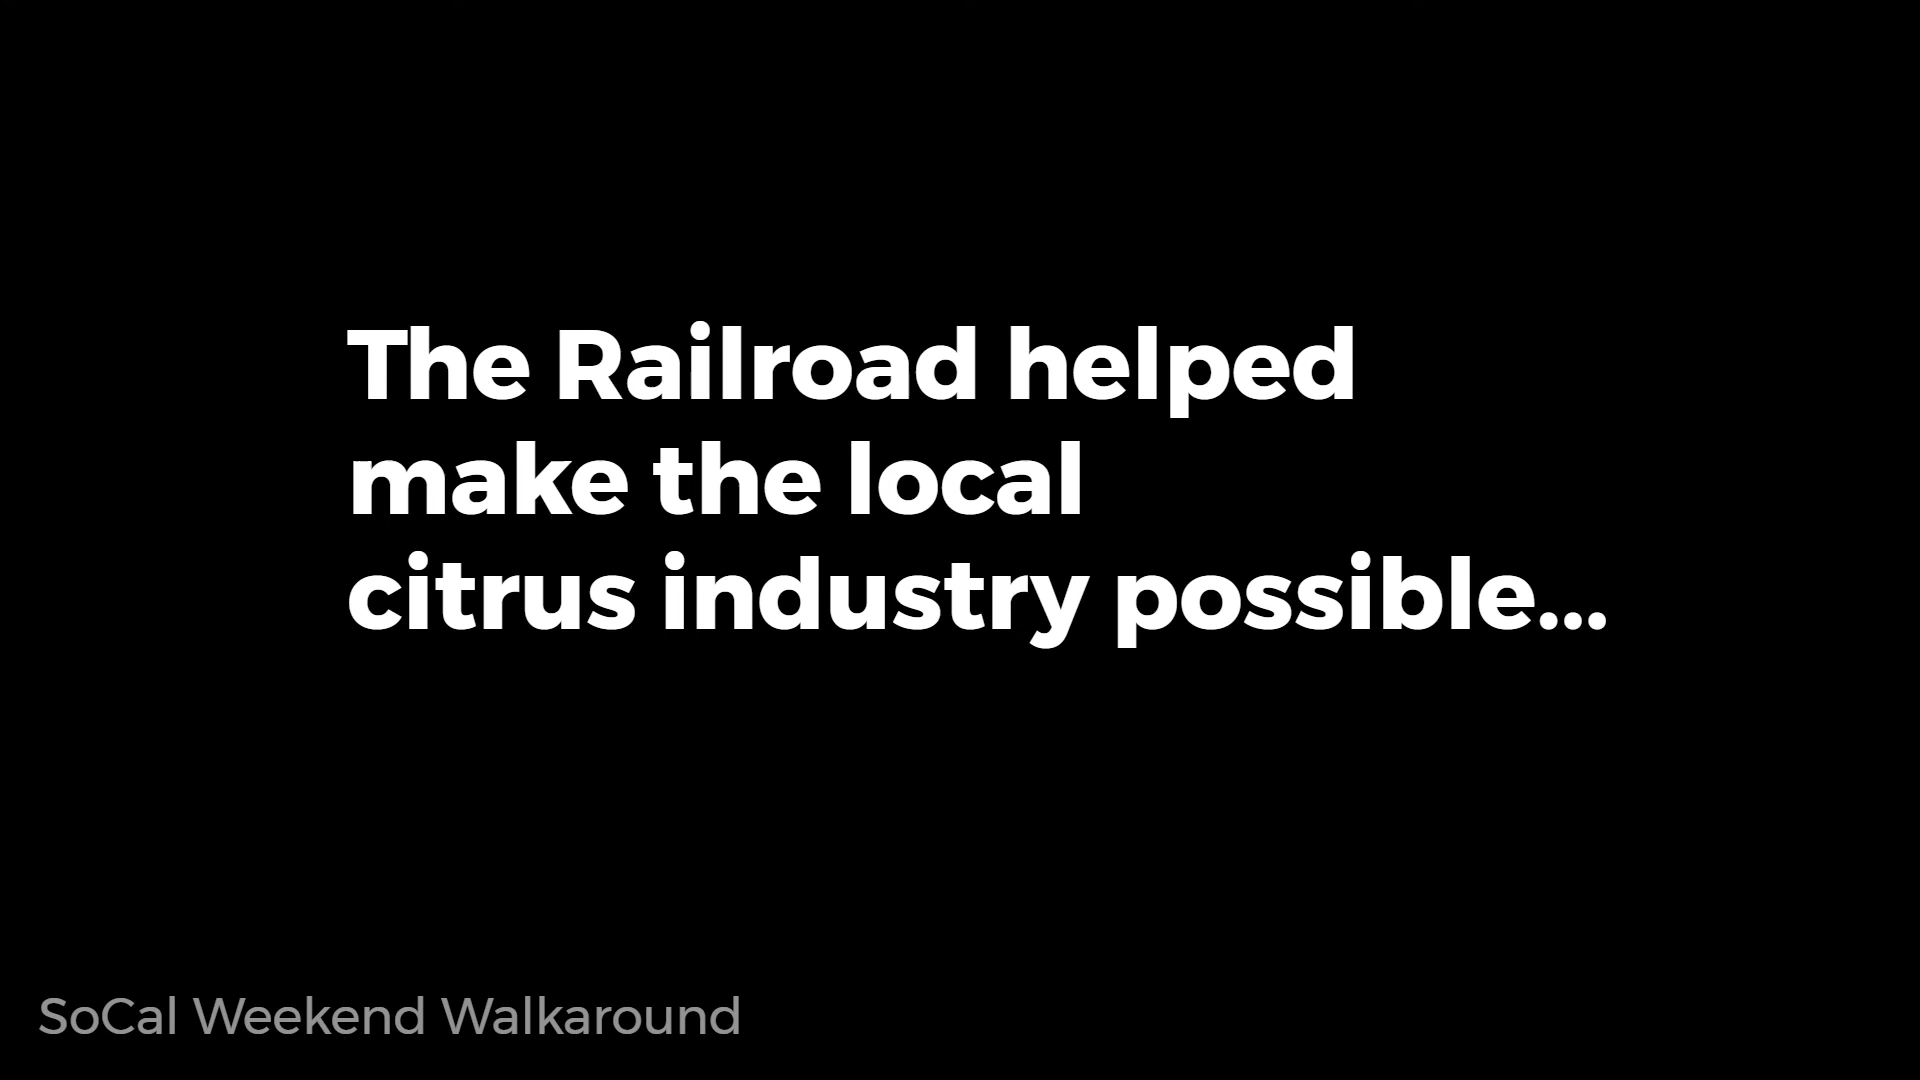 The Railroad helped
make the local
citrus industry possible...
SoCal Weekend Walkaround